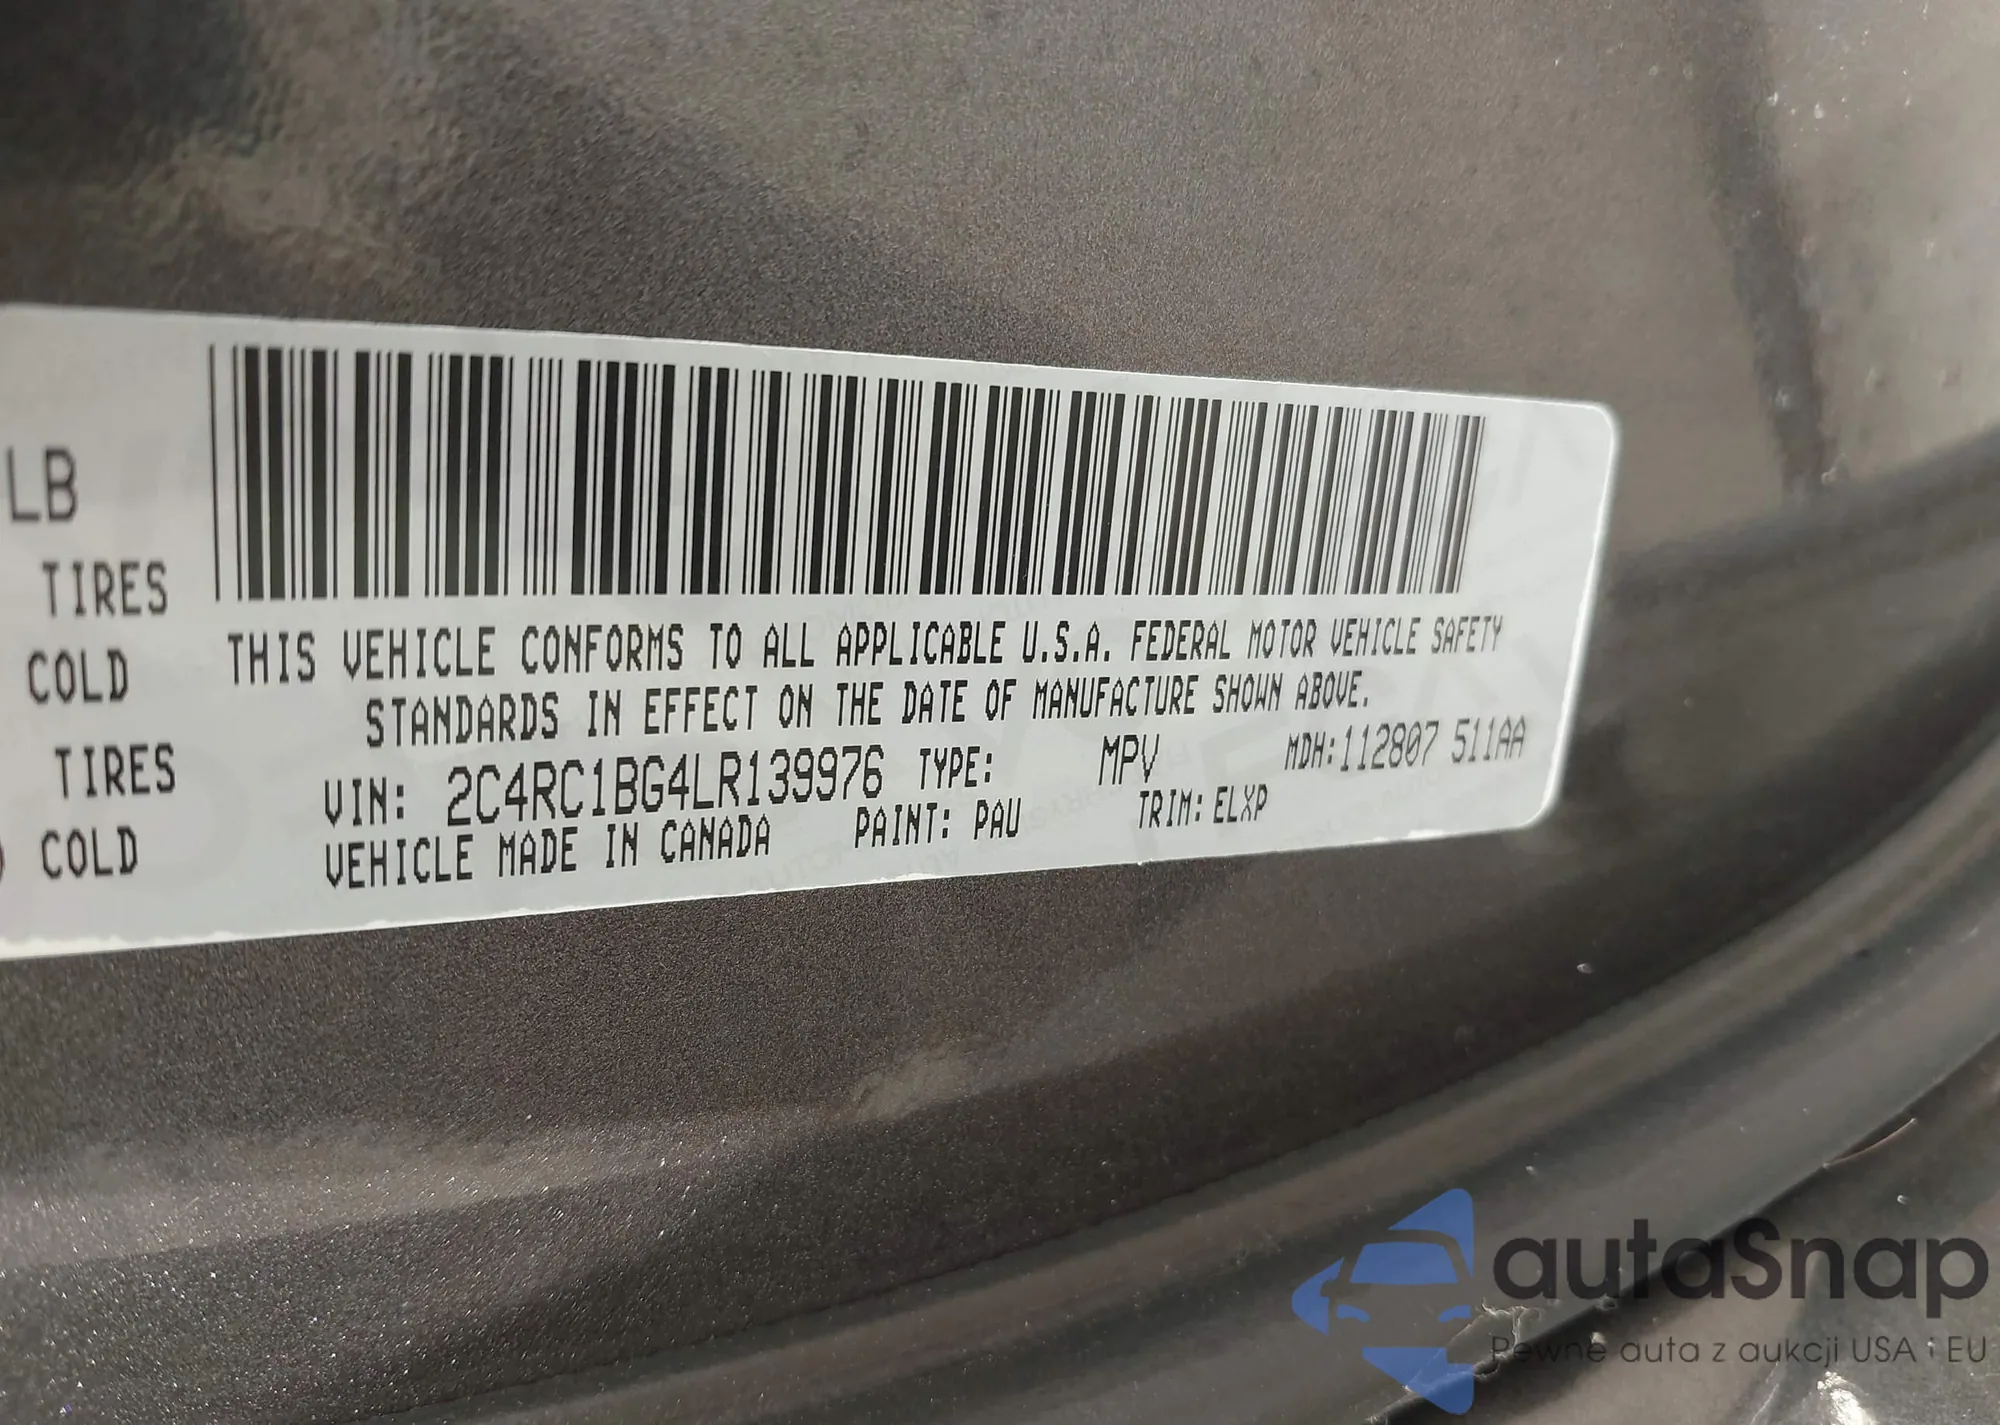 LB
TIRES
COLD
TIRES
COLD
THIS VEHICLE CONFORMS TO ALL APPLICABLE U.S.A. FEDERAL MOTOR VEHICLE SAFETY
STANDARDS IN EFFECT ON THE DATE OF MANUFACTURE SHOWN ABOVE.
VIN: 2C4RC1BG4LR139976 TYPE: MPV MDH:112807 511AA
VEHICLE MADE IN CANADA PAINT: PAU TRIM: ELXP
autaSnap
Pewne auta z aukcji USA i EU